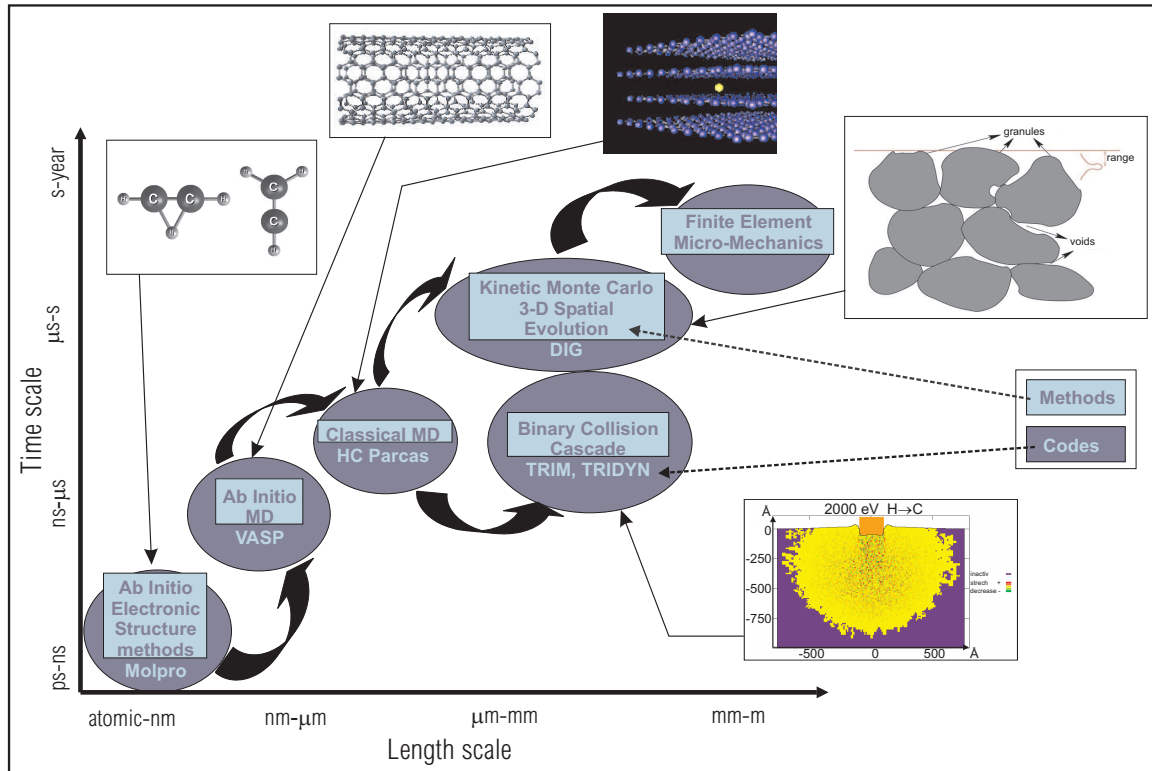 granules
range
voids
C
C
H
H
H
H
H
C
C
H
s-year
μs-s
ns-μs
ps-ns
Time scale
Finite Element
Micro-Mechanics
Kinetic Monte Carlo
3-D Spatial
Evolution
DIG
Classical MD
HC Parcas
Binary Collision
Cascade
TRIM, TRIDYN
Ab Initio
MD
VASP
Ab Initio
Electronic
Structure
methods
Molpro
Methods
Codes
Å
2000 eV H→C
0
-250
-500
-750
-500
0
500
Å
inactiv
strech +
decrease -
atomic-nm
nm-μm
μm-mm
mm-m
Length scale